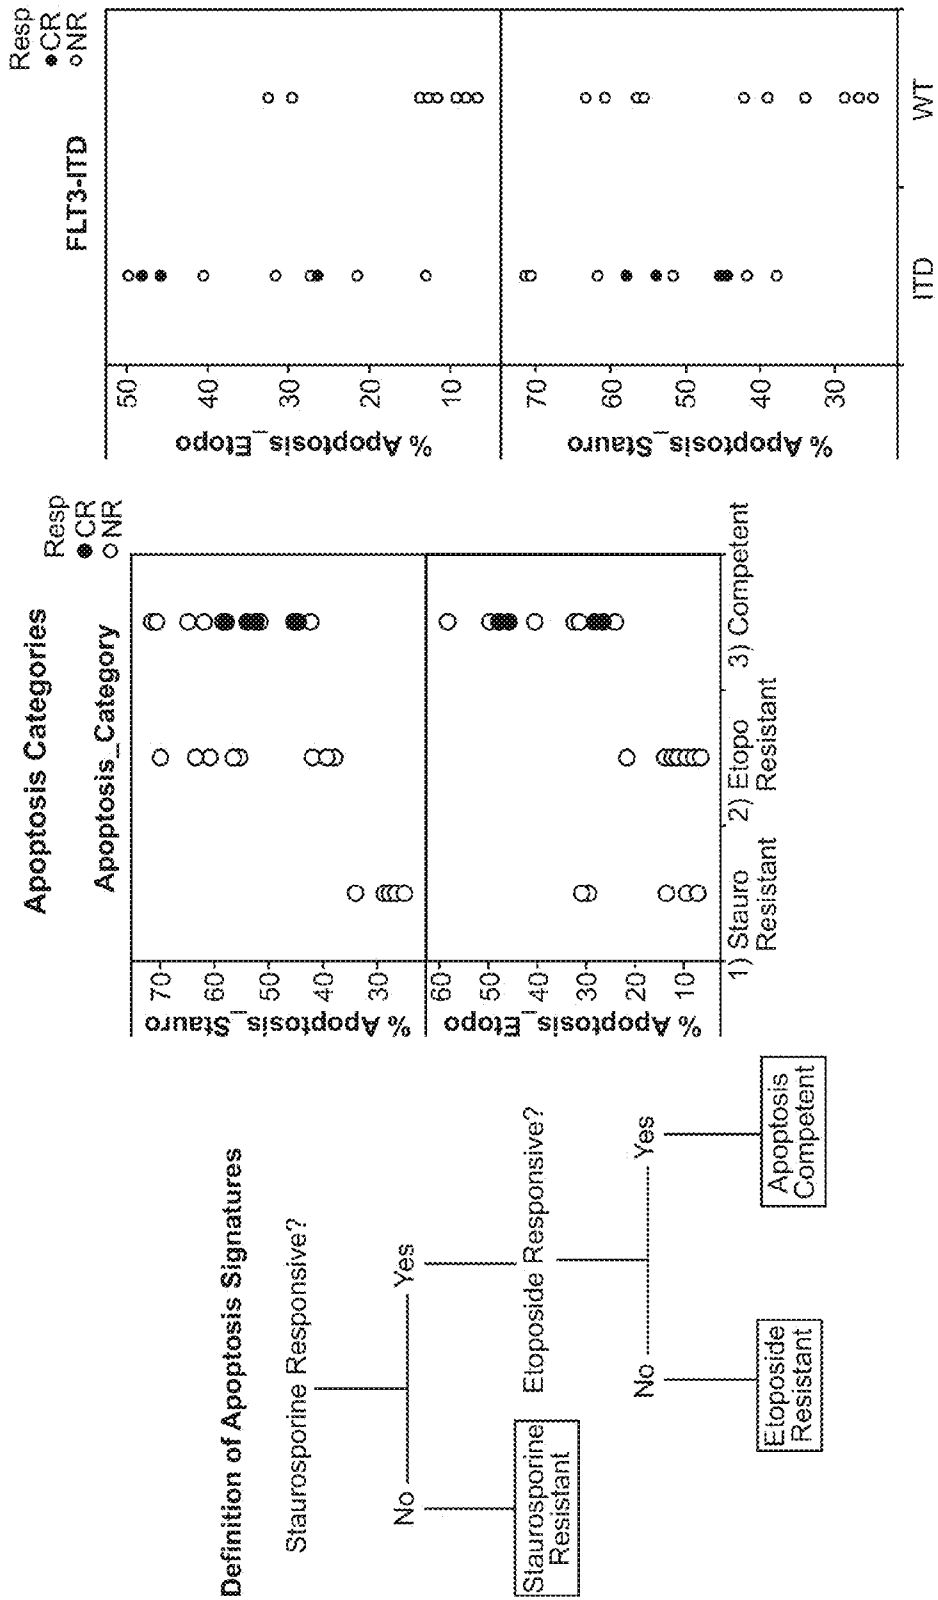 Definition of Apoptosis Signatures
Staurosporine Responsive?
No
Yes
Staurosporine
Resistant
Etoposide Responsive?
No
Yes
Etoposide
Resistant
Apoptosis
Competent
Apoptosis Categories
Apoptosis_Category
Resp
CR
NR
% Apoptosis_Stauro
70
60
50
40
30
% Apoptosis_Etopo
60
50
40
30
20
10
1) Stauro
Resistant
2) Etopo
Resistant
3) Competent
FLT3-ITD
Resp
CR
NR
% Apoptosis_Etopo
50
40
30
20
10
% Apoptosis_Stauro
70
60
50
40
30
ITD
WT